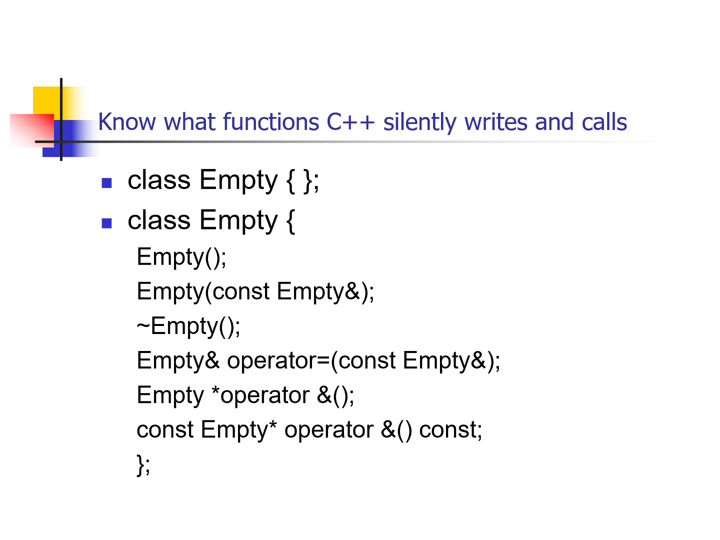 Know what functions C++ silently writes and calls
class Empty { };
class Empty {
Empty();
Empty(const Empty&);
~Empty();
Empty& operator=(const Empty&);
Empty *operator &();
const Empty* operator &() const;
};